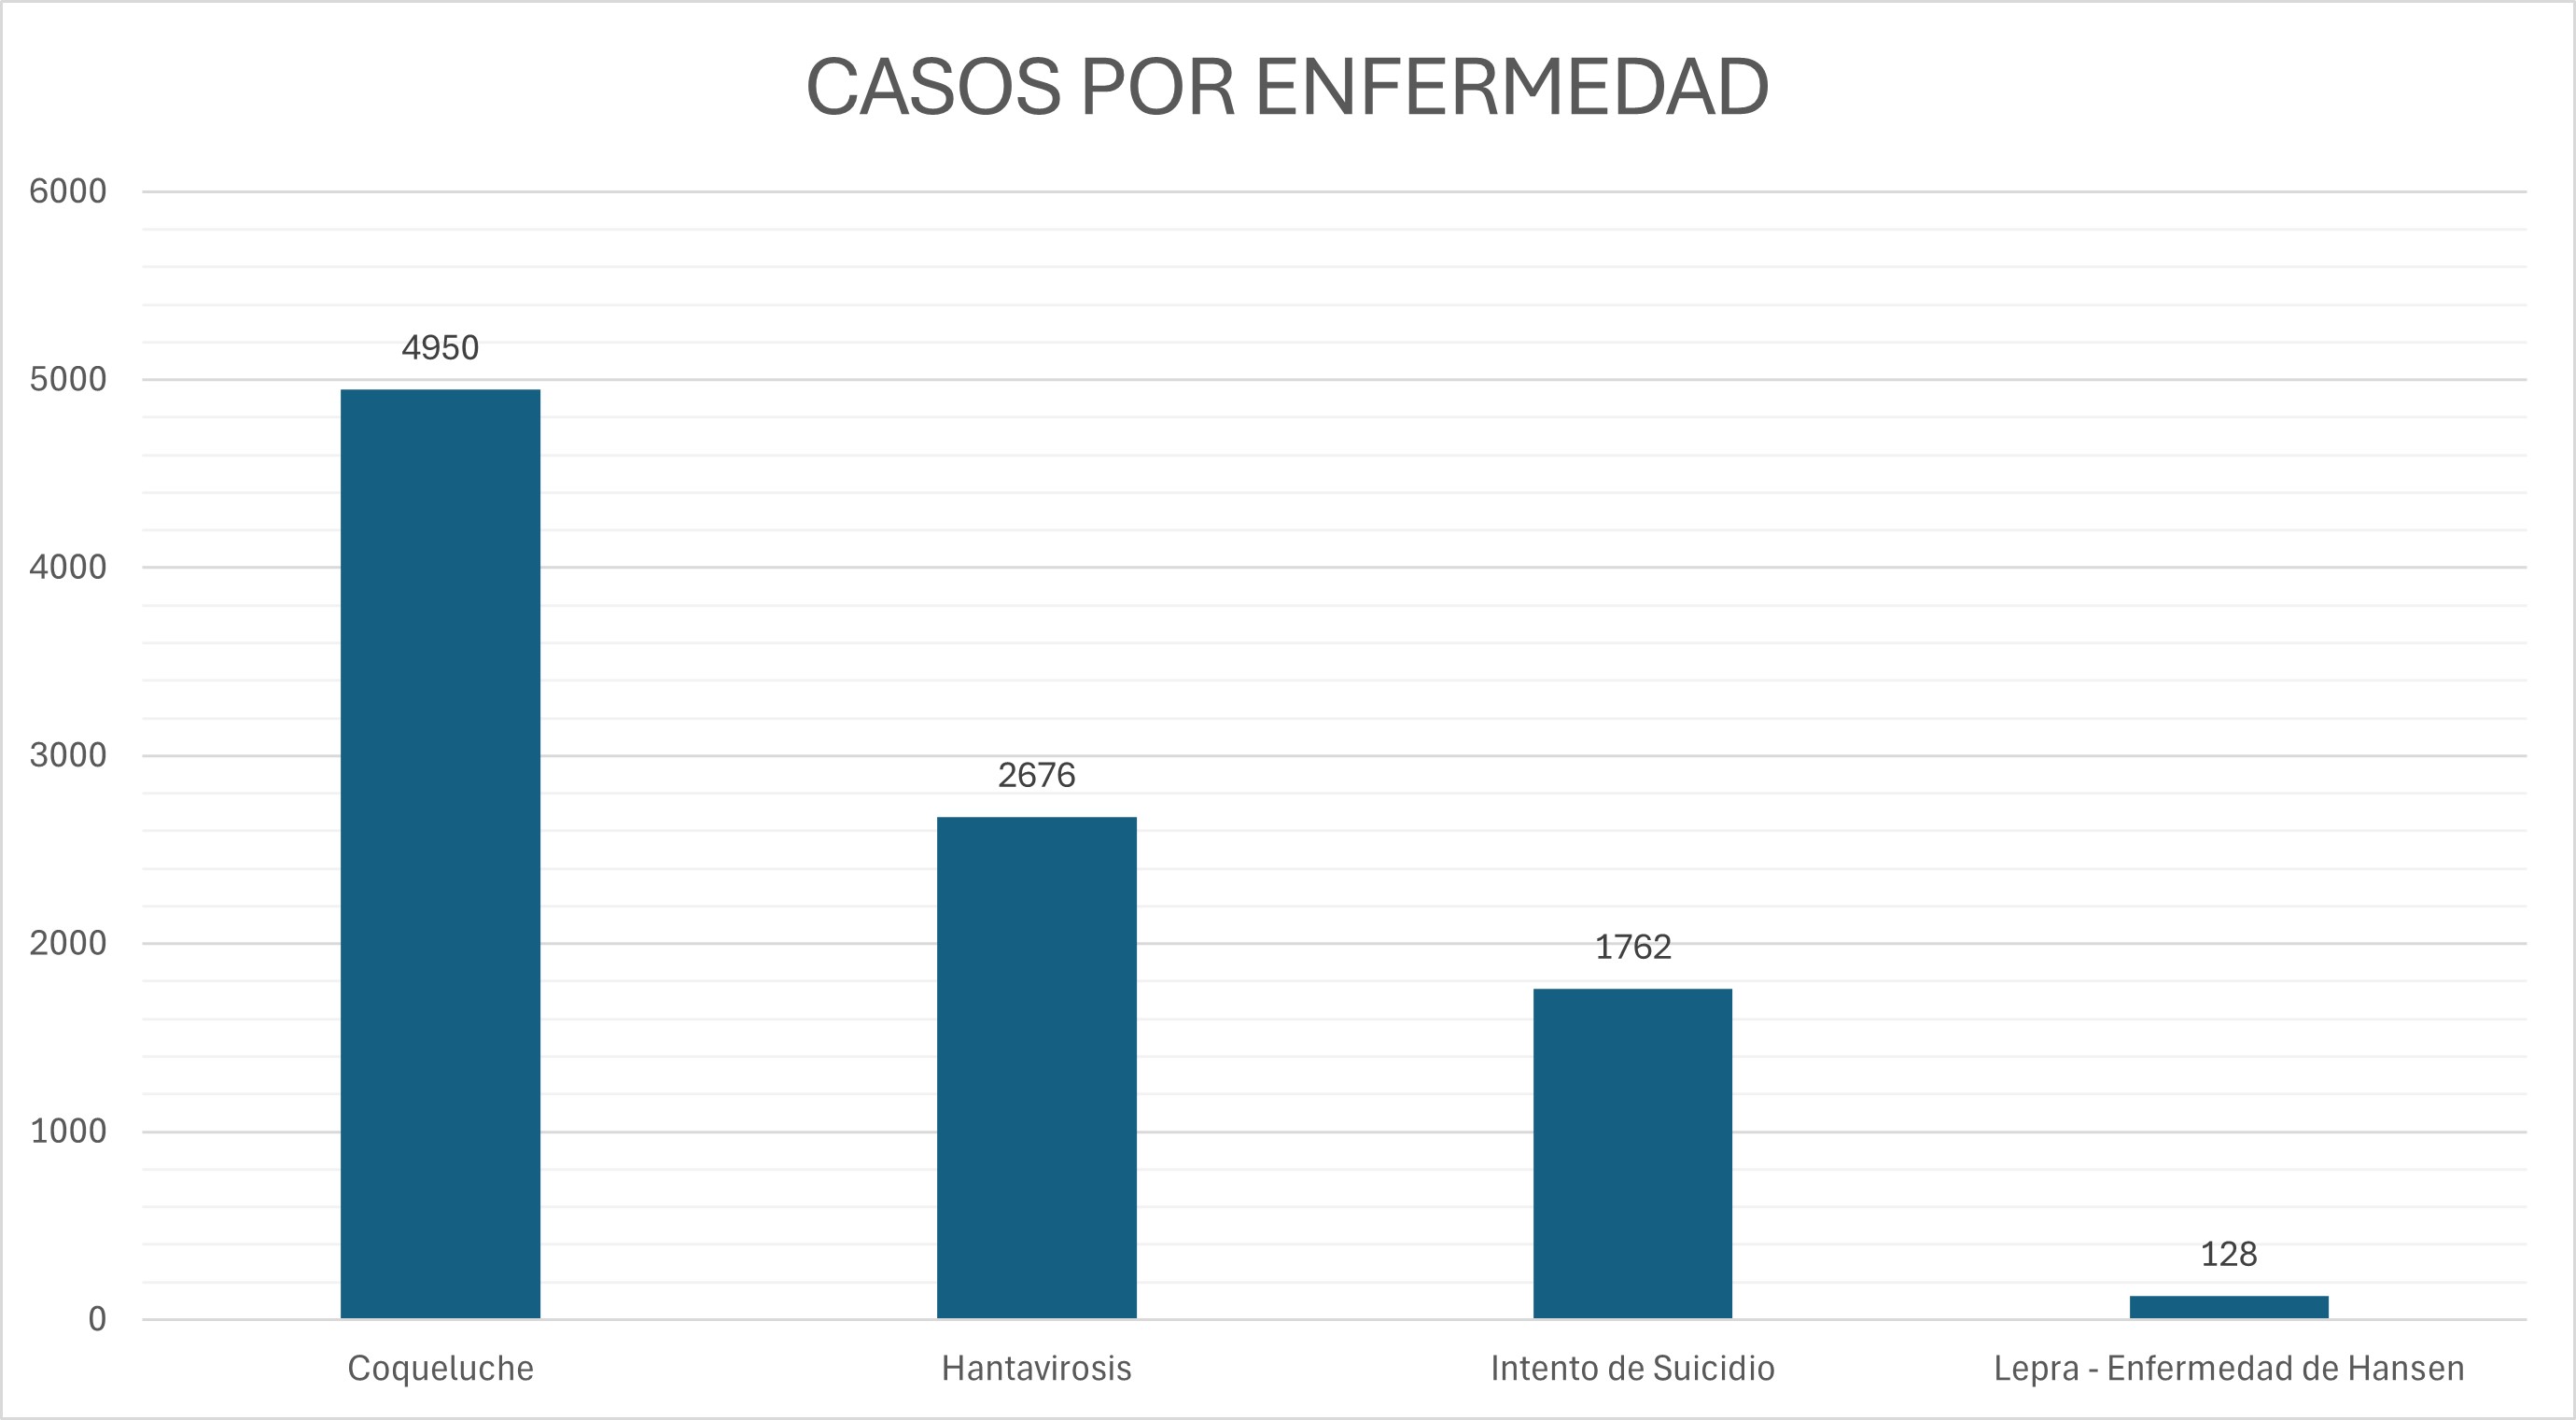 CASOS POR ENFERMEDAD
6000
5000
4000
3000
2000
1000
0
4950
2676
1762
128
Coqueluche
Hantavirosis
Intento de Suicidio
Lepra - Enfermedad de Hansen